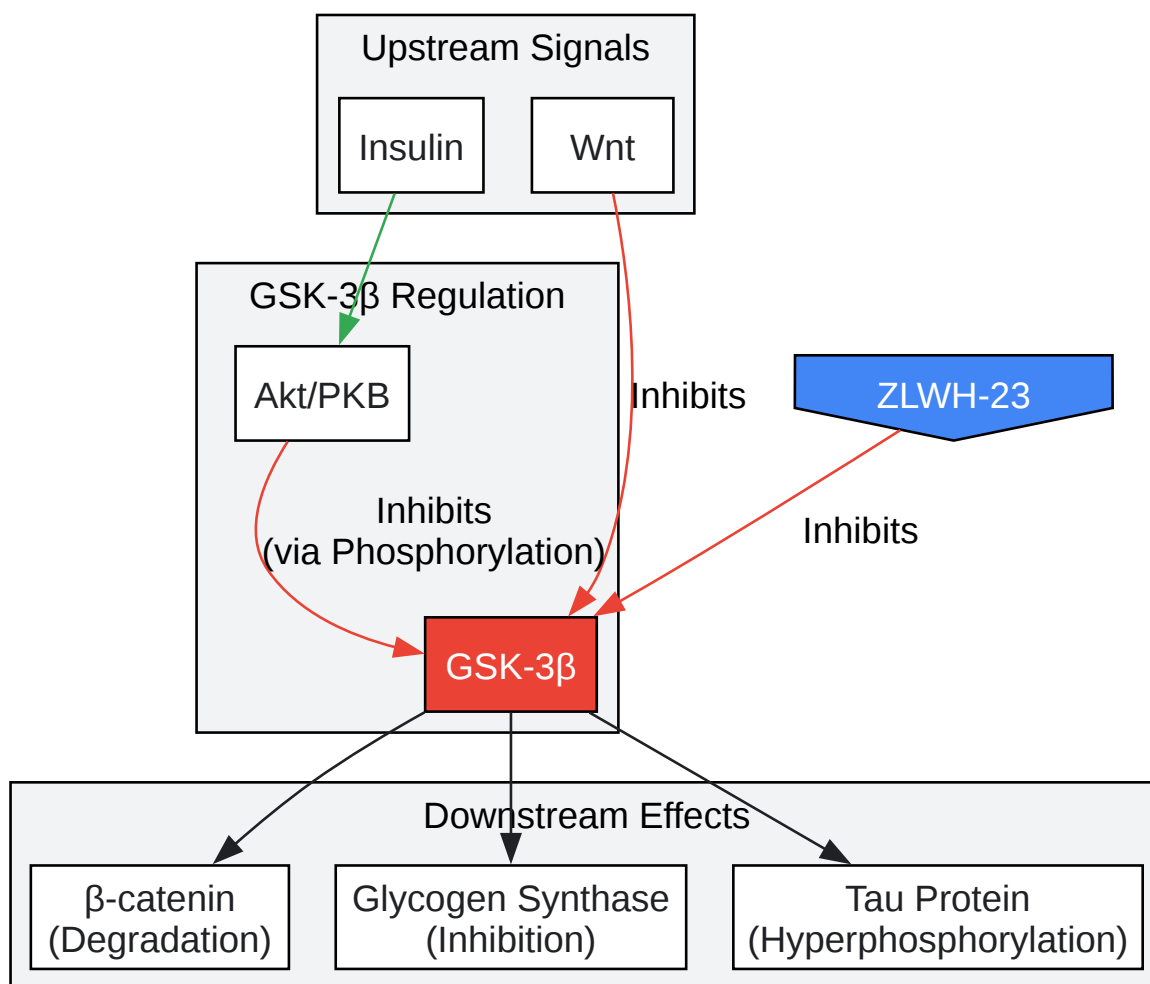 Upstream Signals
Insulin
Wnt
GSK-3β Regulation
Akt/PKB
Inhibits
ZLWH-23
Inhibits
(via Phosphorylation)
Inhibits
GSK-3β
Downstream Effects
β-catenin
(Degradation)
Glycogen Synthase
(Inhibition)
Tau Protein
(Hyperphosphorylation)